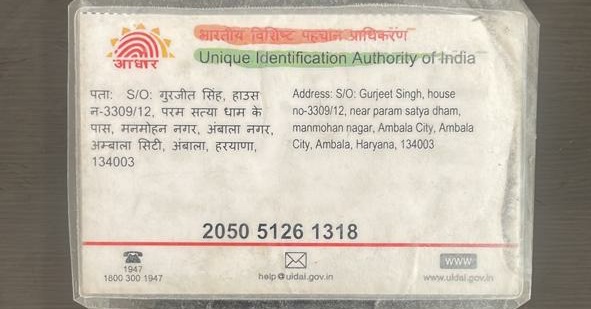 भारतीय विशिष्ट पहचान प्राधिकरण
Unique Identification Authority of India
आधार
पता: S/O: गुरजीत सिंह, हाउस
न-3309/12, परम सत्या धाम के
पास, मनमोहन नगर, अंबाला नगर,
अम्बाला सिटी, अंबाला, हरयाणा,
134003
Address: S/O: Gurjeet Singh, house
no-3309/12, near param satya dham,
manmohan nagar, Ambala City, Ambala
City, Ambala, Haryana, 134003
2050 5126 1318
1947
1800 300 1947
help@uidai.gov.in
www
www.uidai.gov.in